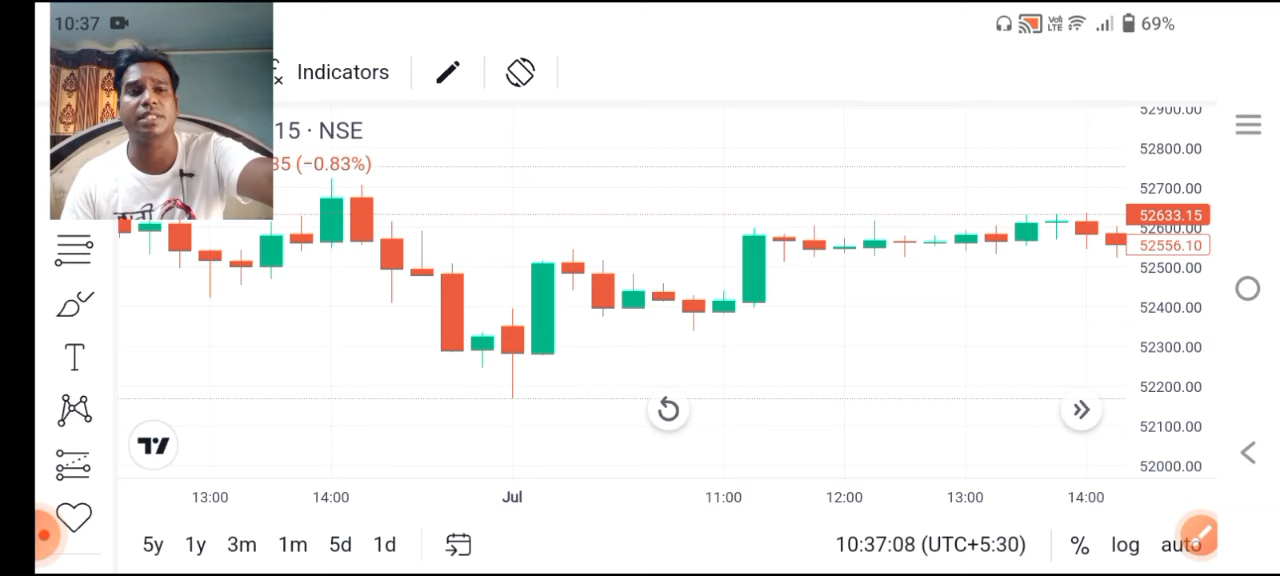 10:37
Vo)
LTE
69%
Indicators
15 · NSE
35 (−0.83%)
52900.00
52800.00
52700.00
52633.15
52600.00
52556.10
52500.00
52400.00
52300.00
52200.00
52100.00
52000.00
T
13:00 14:00 Jul 11:00 12:00 13:00 14:00
5y 1y 3m 1m 5d 1d
10:37:08 (UTC+5:30)
% log auto